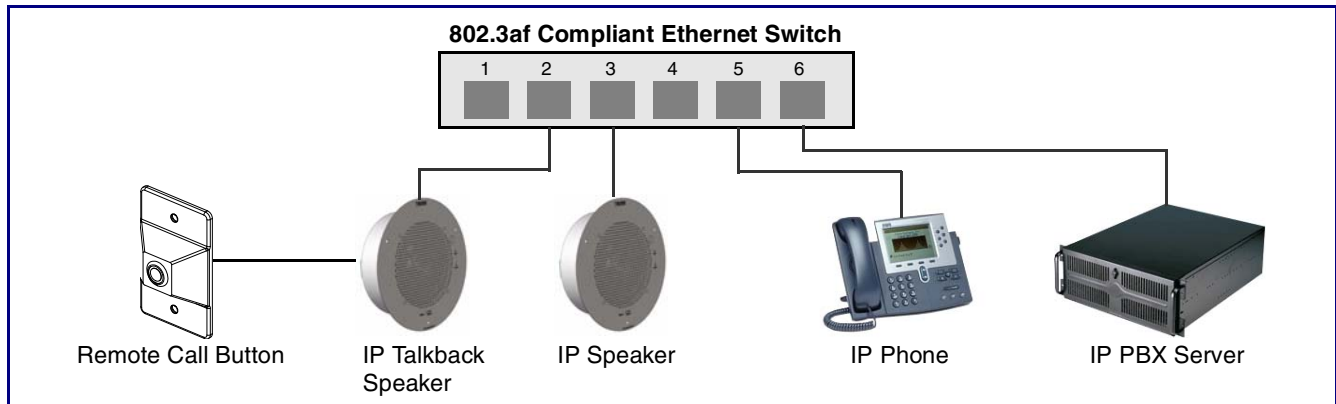 802.3af Compliant Ethernet Switch
1 2 3 4 5 6
Remote Call Button
IP Talkback
Speaker
IP Speaker
IP Phone
IP PBX Server